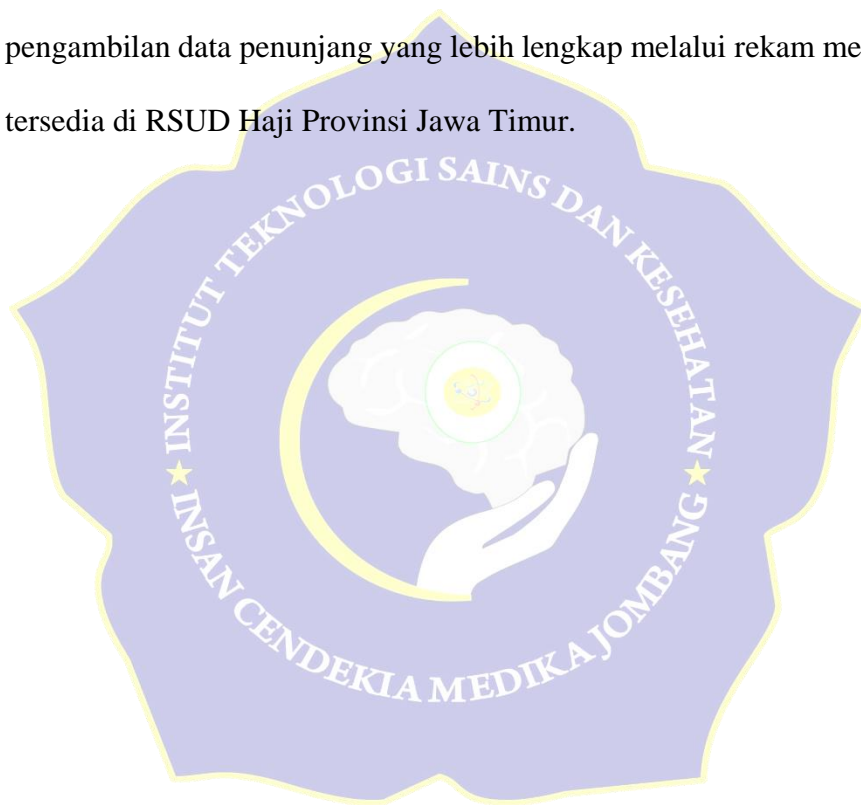 pengambilan data penunjang yang lebih lengkap melalui rekam me
tersedia di RSUD Haji Provinsi Jawa Timur.
INSTITUT TEKNOLOGI SAINS DAN KESEHATAN
INSAN CENDEKIA MEDIKA JOMBANG